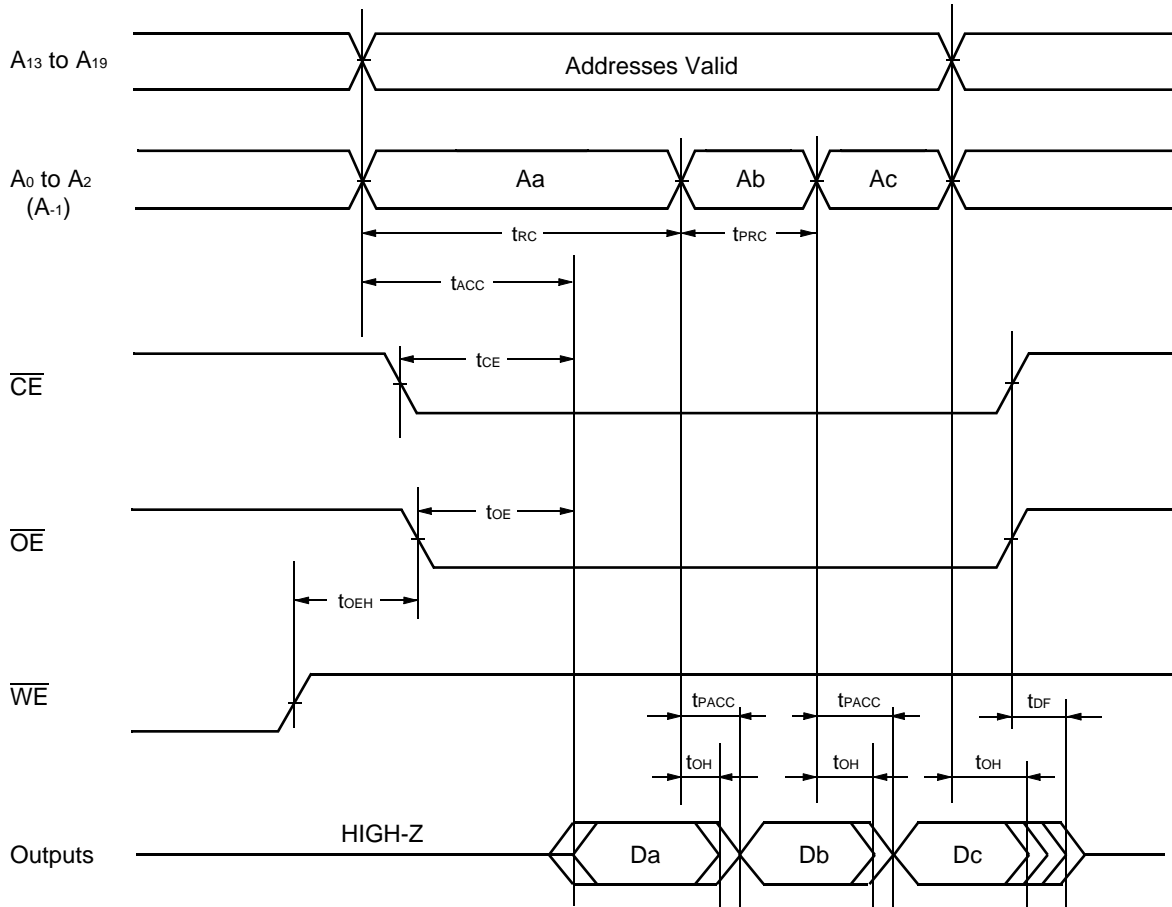 A13 to A19
Addresses Valid
A0 to A2
(A-1)
Aa
Ab
Ac
tRC
tPRC
tACC
CE
tCE
OE
tOE
tOEH
WE
tPACC
tPACC
tDF
tOH
tOH
tOH
Outputs
HIGH-Z
Da
Db
Dc